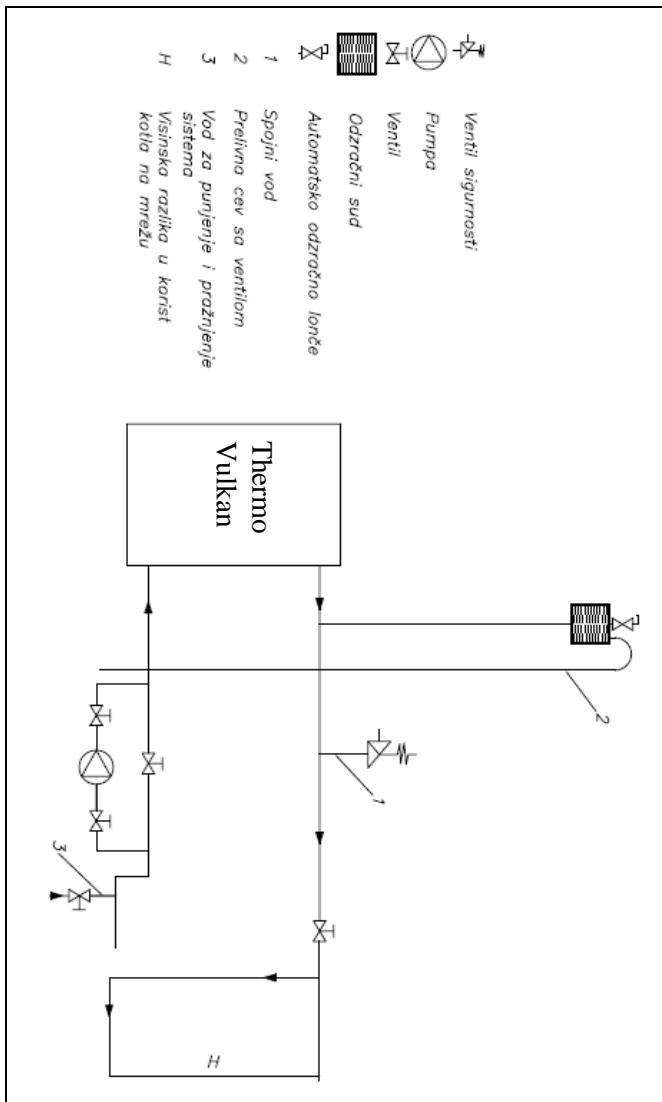 Ventil sigurnosti
Pumpa
Ventil
Odzračni sud
Automatsko odzračno lonče
1 Spojni vod
2 Prelivna cev sa ventilom
3 Vod za punjenje i pražnjenje
sistema
H Visinska razlika u korist
kotla na mrežu
Thermo
Vulkan
2
1
3
H